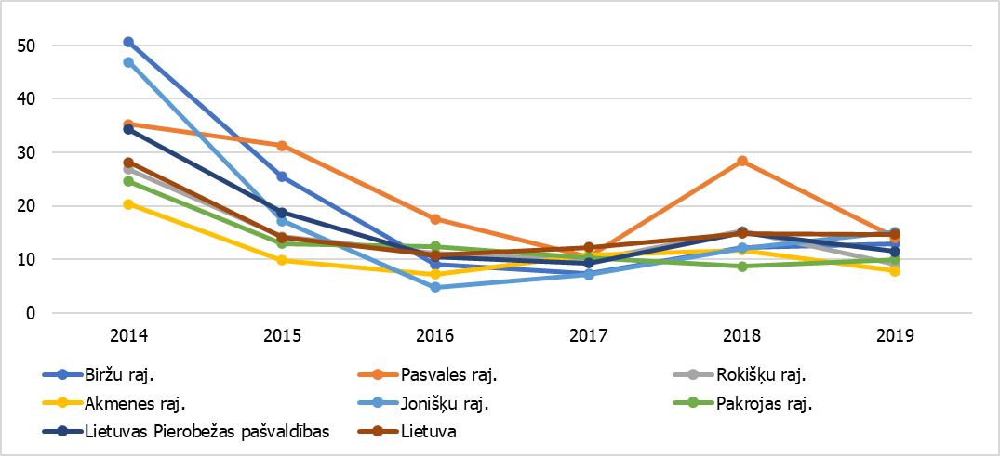 50
40
30
20
10
0
2014 2015 2016 2017 2018 2019
Biržu raj. Pasvales raj. Rokišķu raj.
Akmenes raj. Jonišķu raj. Pakrojas raj.
Lietuvas Pierobežas pašvaldības Lietuva